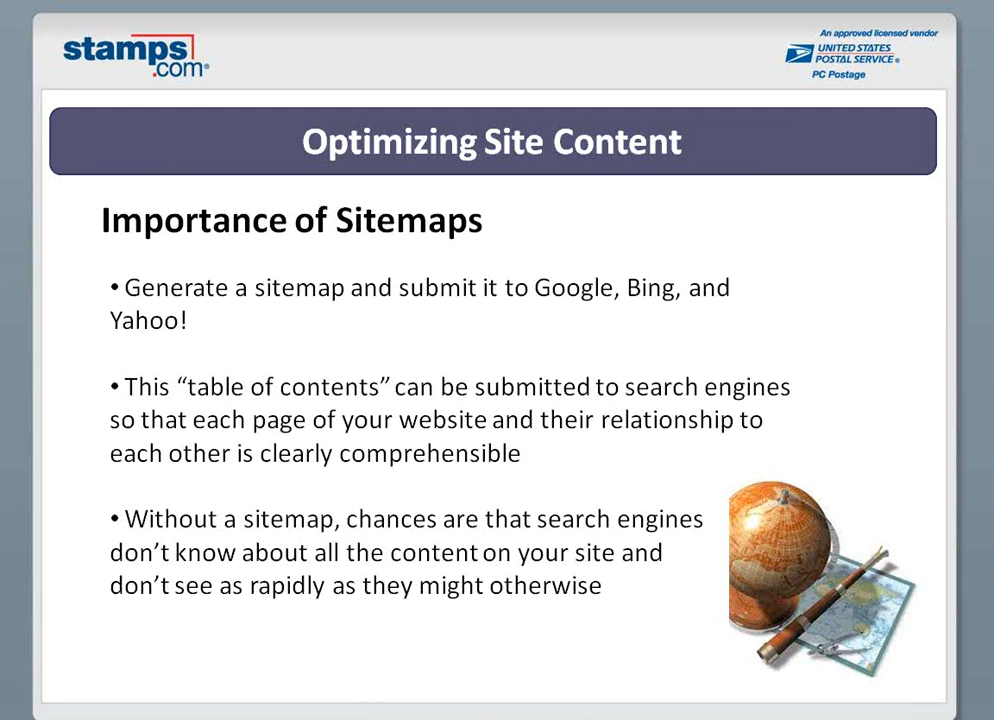 stamps
.com®
An approved licensed vendor
UNITED STATES
POSTAL SERVICE®
PC Postage
Optimizing Site Content
Importance of Sitemaps
• Generate a sitemap and submit it to Google, Bing, and
Yahoo!
• This “table of contents” can be submitted to search engines
so that each page of your website and their relationship to
each other is clearly comprehensible
• Without a sitemap, chances are that search engines
don’t know about all the content on your site and
don’t see as rapidly as they might otherwise